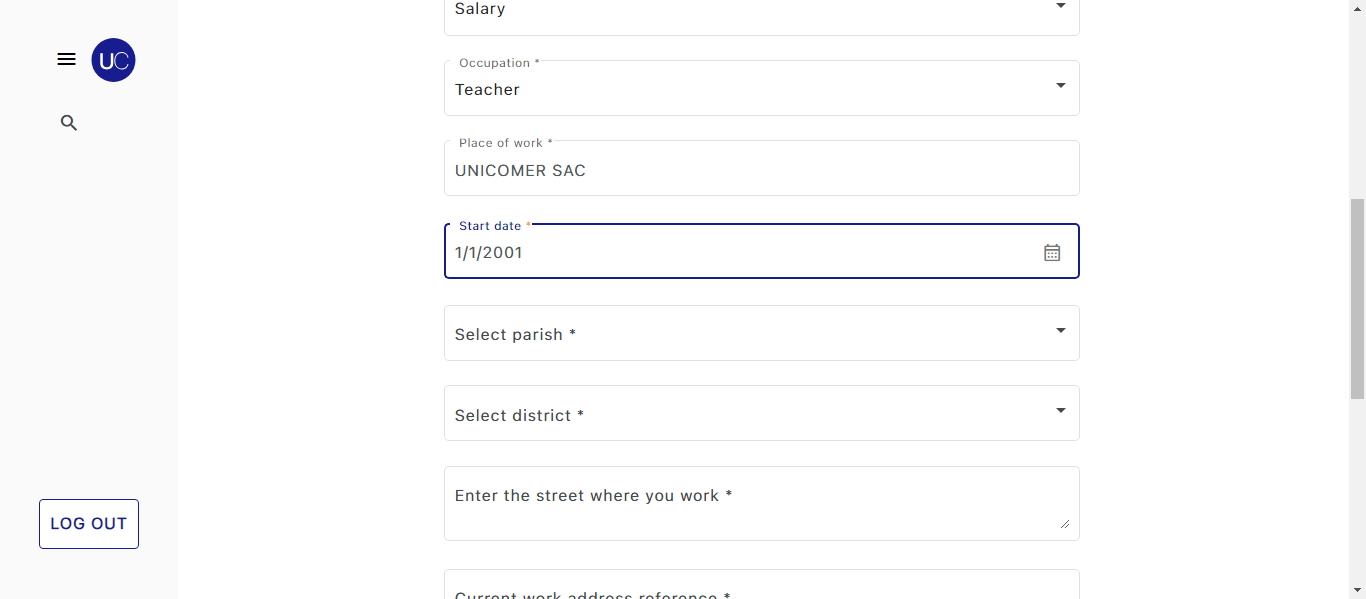 UC
LOG OUT
Salary
Occupation *
Teacher
Place of work *
UNICOMER SAC
Start date *
1/1/2001
Select parish *
Select district *
Enter the street where you work *
Current work address reference *